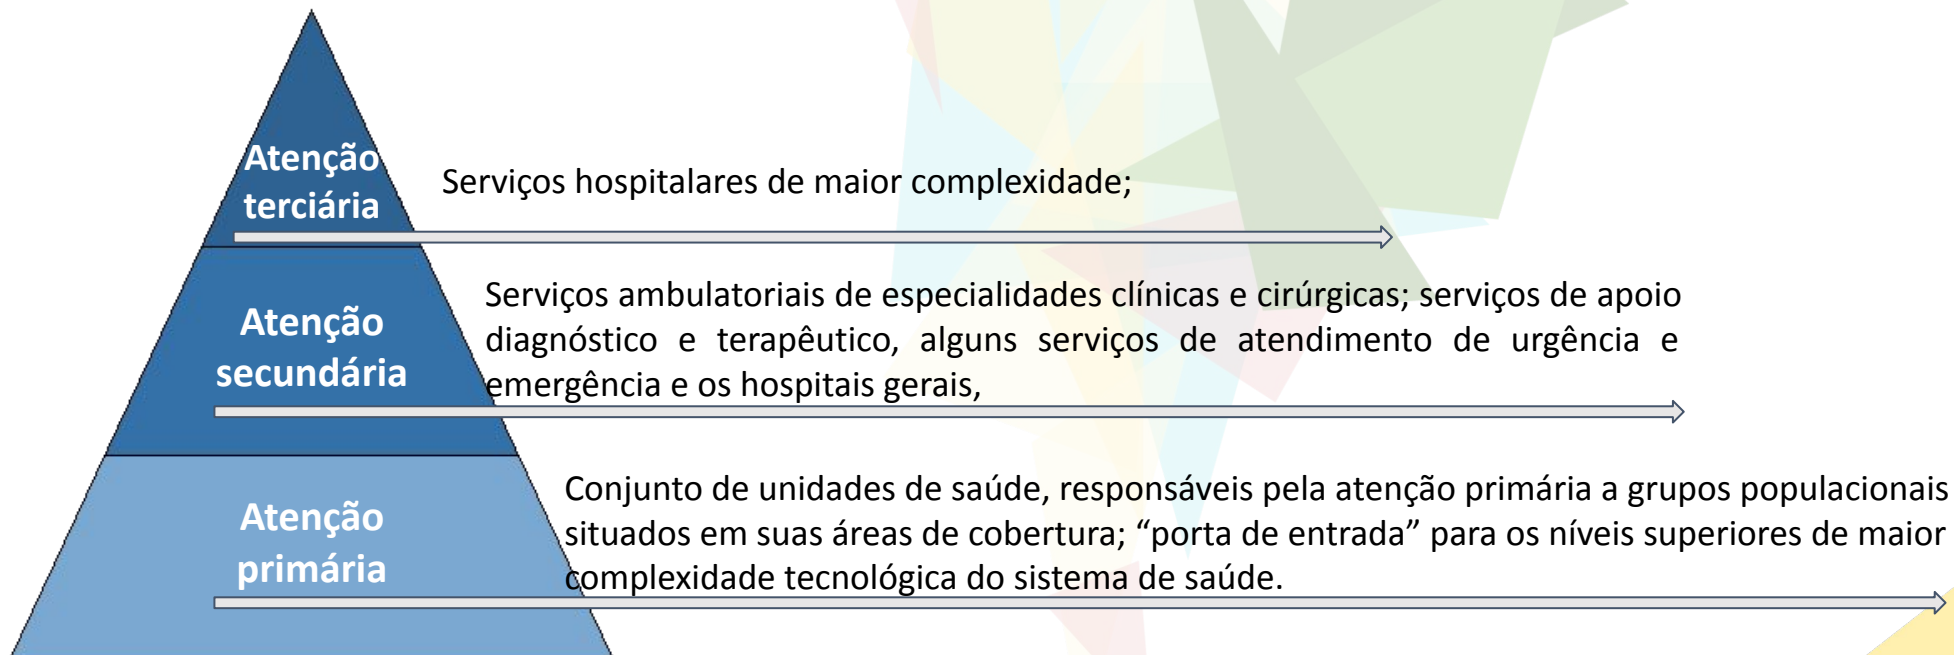 Atenção
terciária
Serviços hospitalares de maior complexidade;
Atenção
secundária
Serviços ambulatoriais de especialidades clínicas e cirúrgicas; serviços de apoio
diagnóstico e terapêutico, alguns serviços de atendimento de urgência e
emergência e os hospitais gerais,
Atenção
primária
Conjunto de unidades de saúde, responsáveis pela atenção primária a grupos populacionais
situados em suas áreas de cobertura; “porta de entrada” para os níveis superiores de maior
complexidade tecnológica do sistema de saúde.